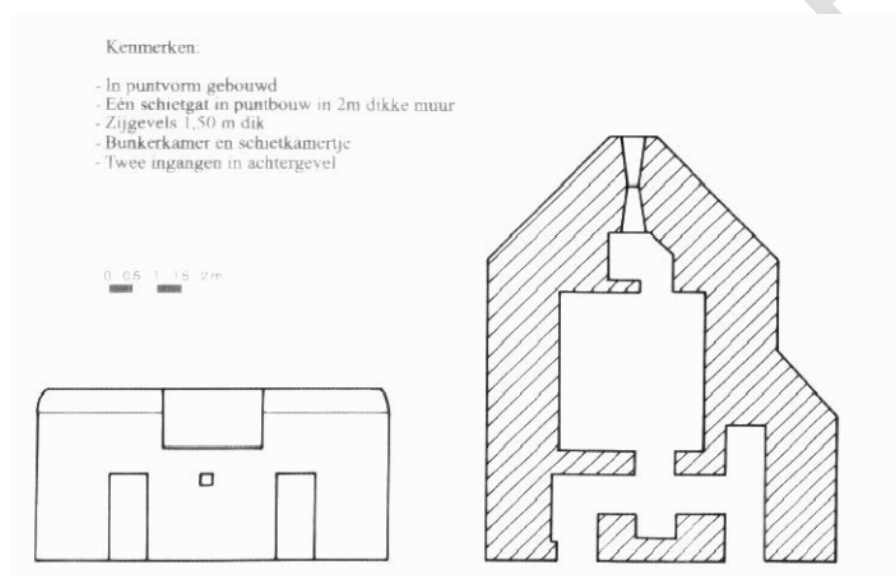 Kenmerken:
- In puntvorm gebouwd
- Eén schietgat in puntbouw in 2m dikke muur
- Zijgevels 1,50 m dik
- Bunkerkamer en schietkamertje
- Twee ingangen in achtergevel
0 0.5 1 1.5 2 m